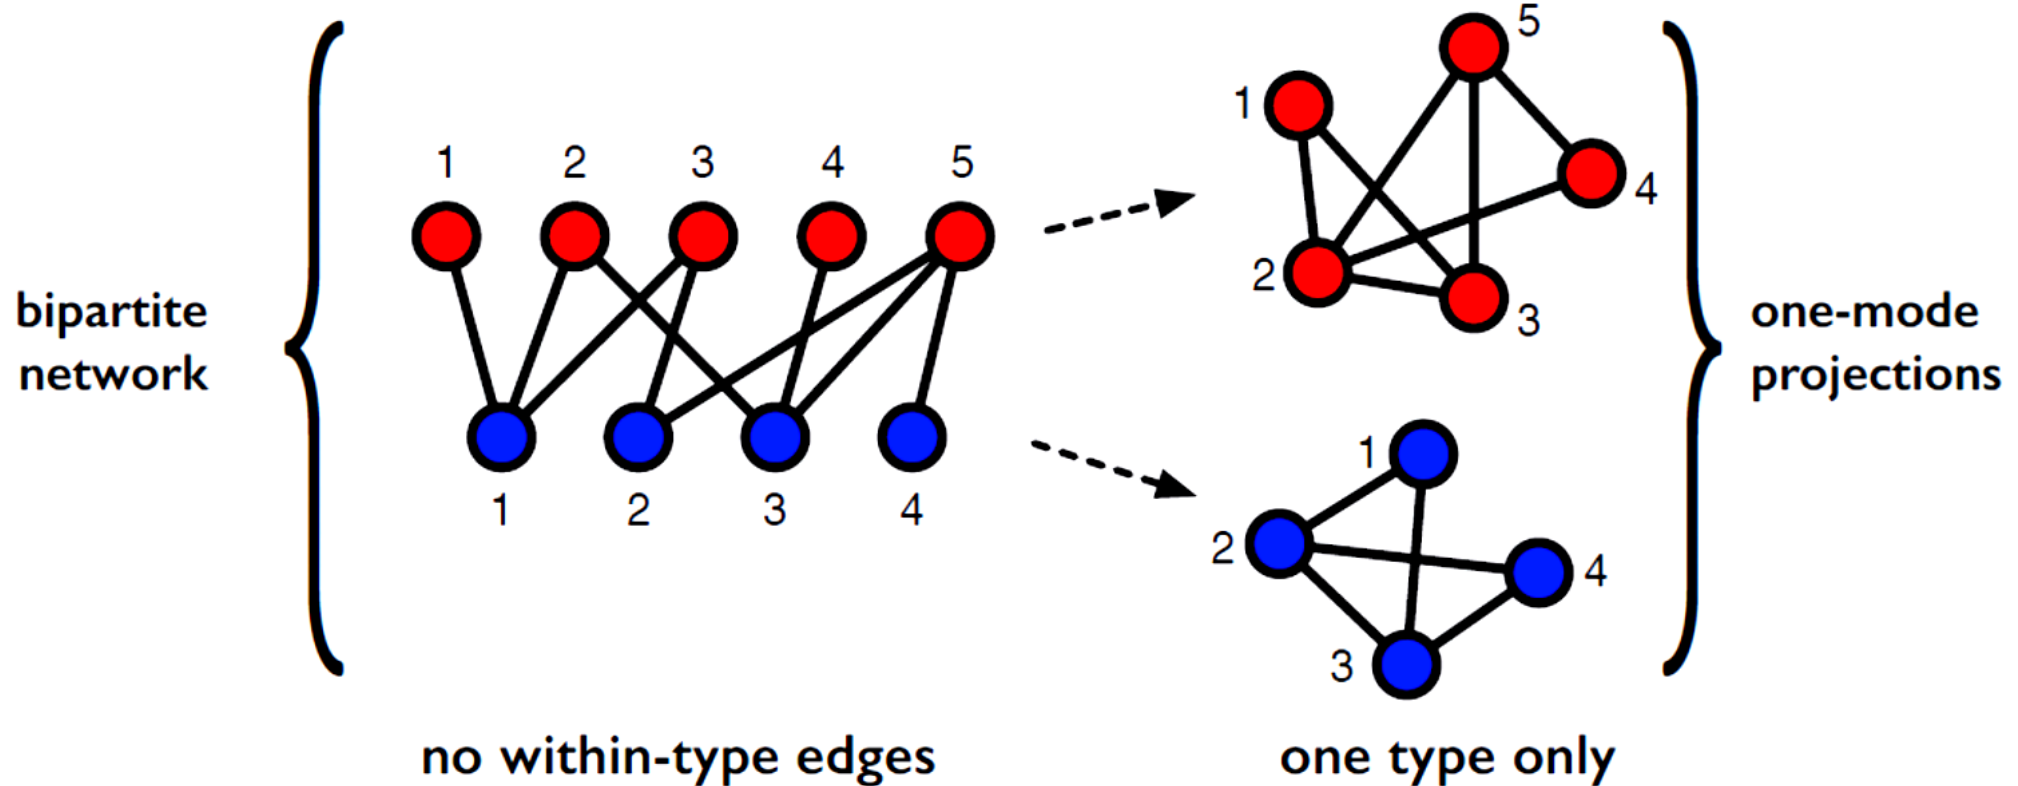 bipartite
network
1 2 3 4 5
1 2 3 4
no within-type edges
5
1
4
2
3
1
2
4
3
one type only
one-mode
projections